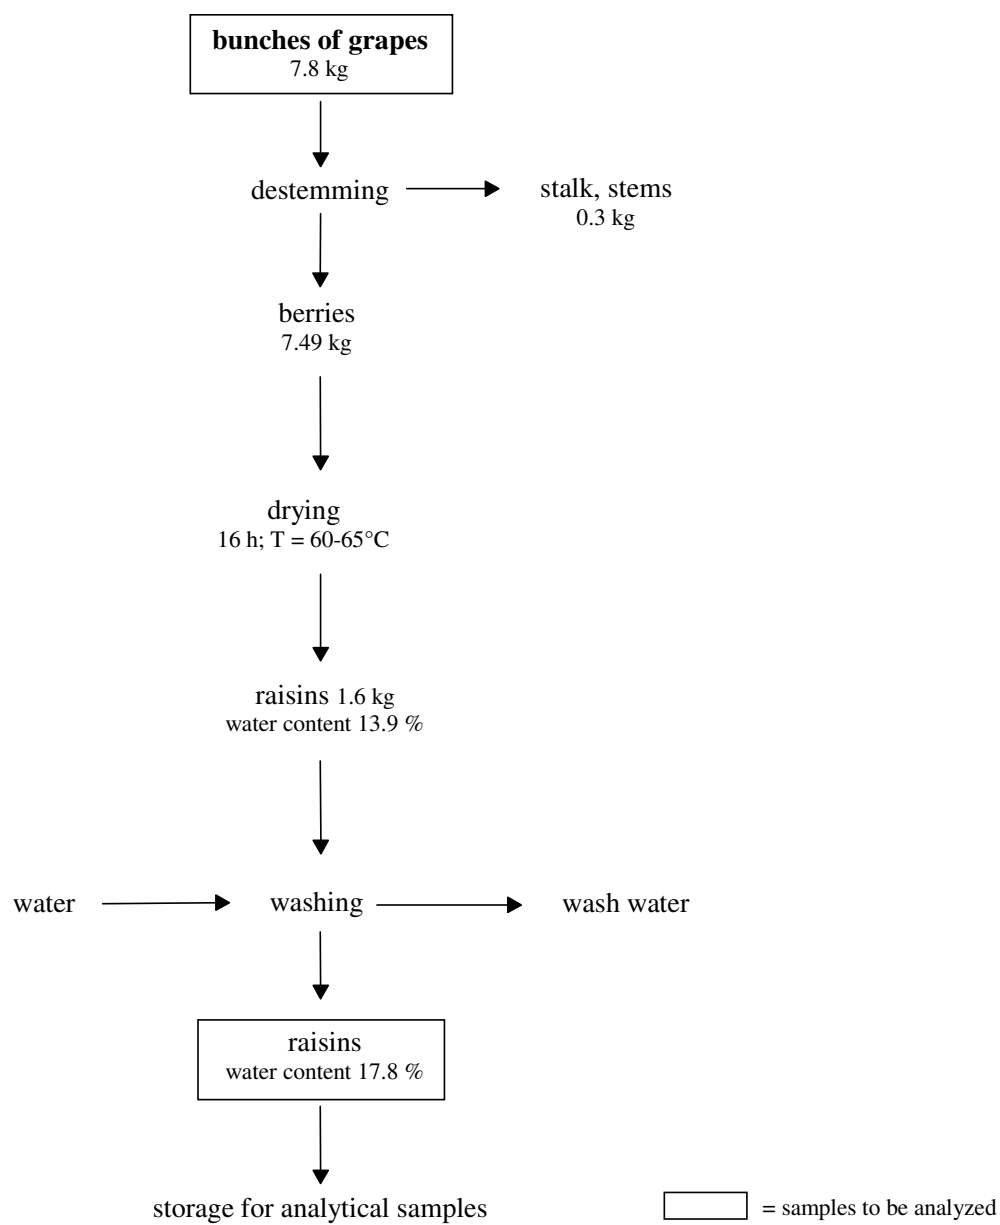 bunches of grapes
7.8 kg
destemming
stalk, stems
0.3 kg
berries
7.49 kg
drying
16 h; T = 60-65°C
raisins 1.6 kg
water content 13.9 %
water
washing
wash water
raisins
water content 17.8 %
storage for analytical samples
= samples to be analyzed